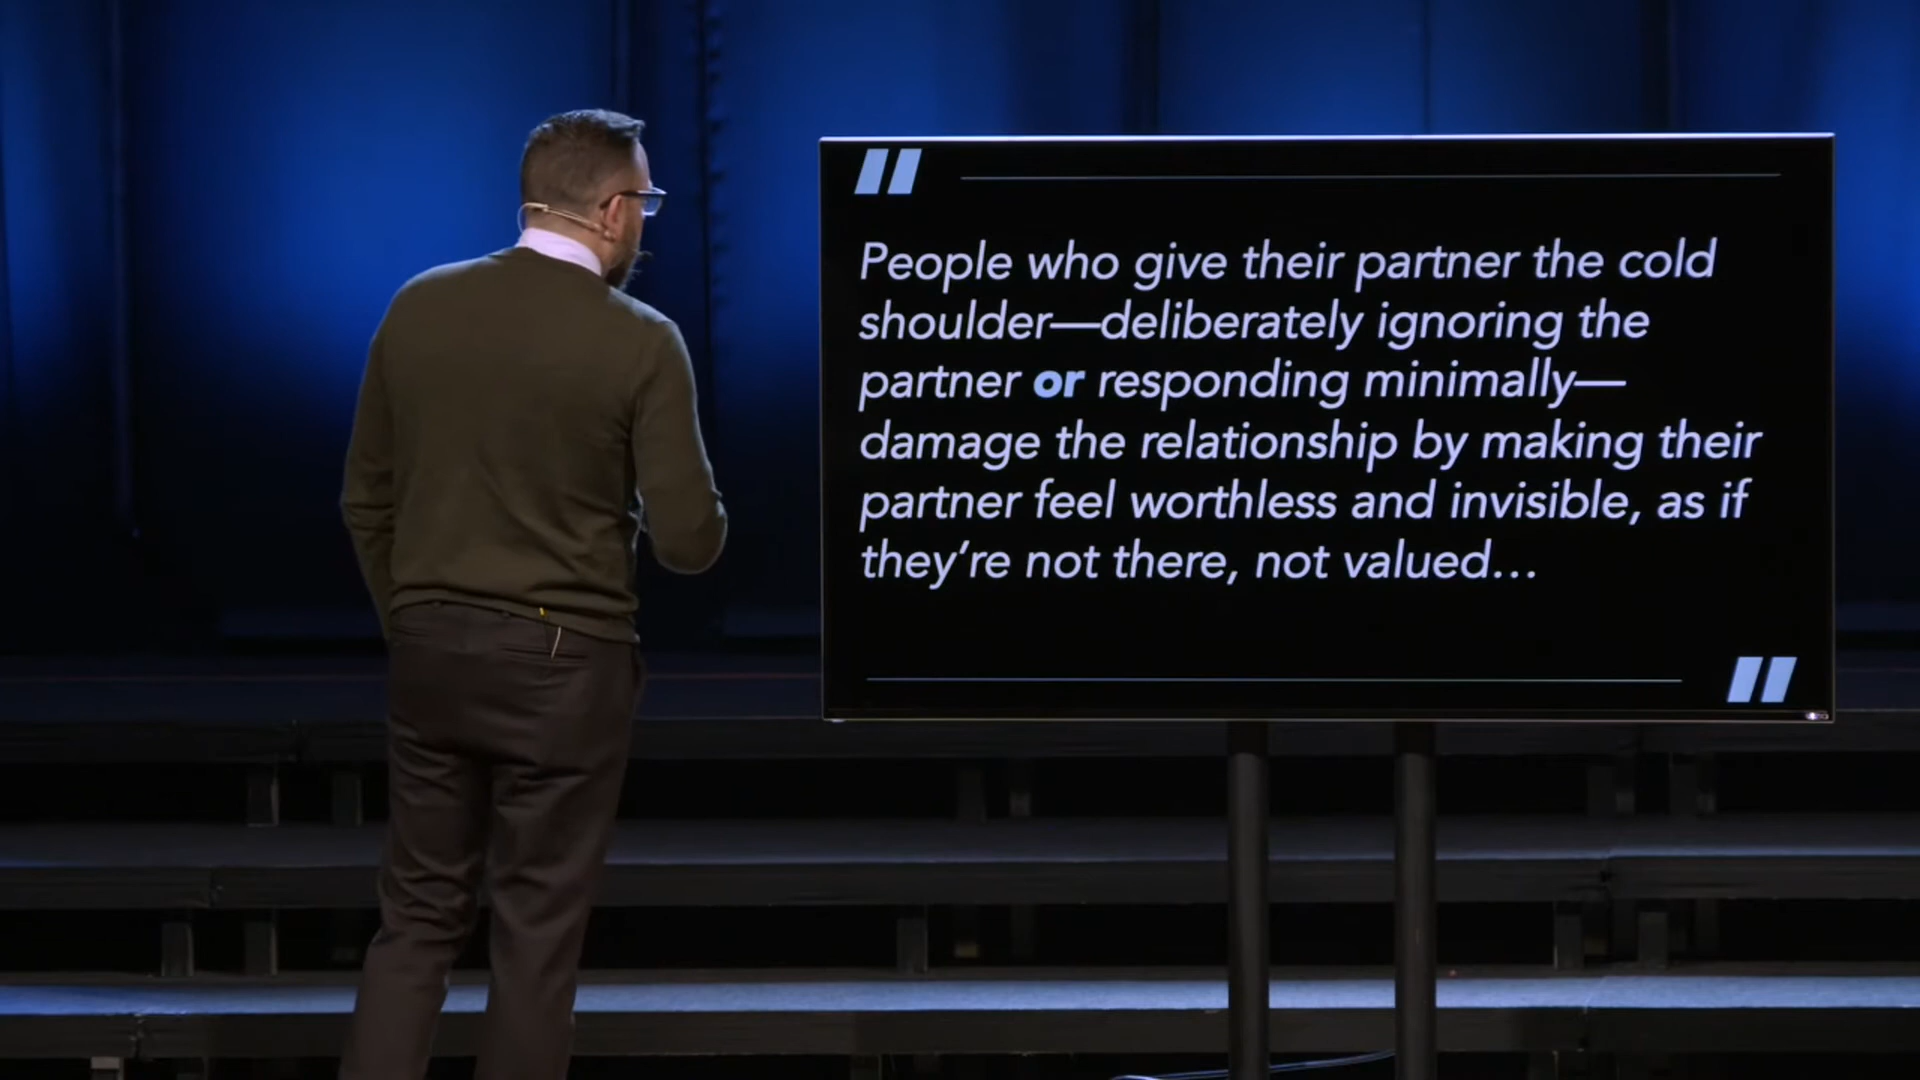 "
People who give their partner the cold
shoulder—deliberately ignoring the
partner or responding minimally—
damage the relationship by making their
partner feel worthless and invisible, as if
they're not there, not valued…
"